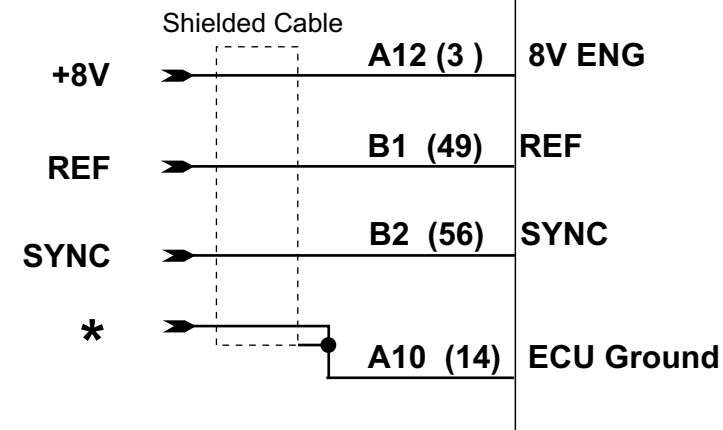 Shielded Cable
+8V A12 (3 ) 8V ENG
REF B1 (49) REF
SYNC B2 (56) SYNC
* A10 (14) ECU Ground